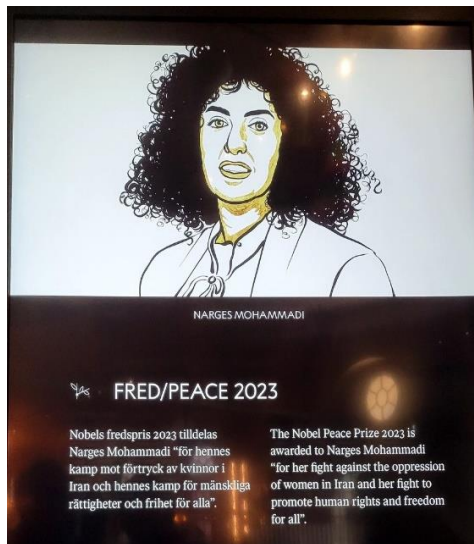 NARGES MOHAMMADI
FRED/PEACE 2023
Nobels fredspris 2023 tilldelas
Narges Mohammadi “för hennes
kamp mot förtryck av kvinnor i
Iran och hennes kamp för mänskliga
rättigheter och frihet för alla”.
The Nobel Peace Prize 2023 is
awarded to Narges Mohammadi
“for her fight against the oppression
of women in Iran and her fight to
promote human rights and freedom
for all”.